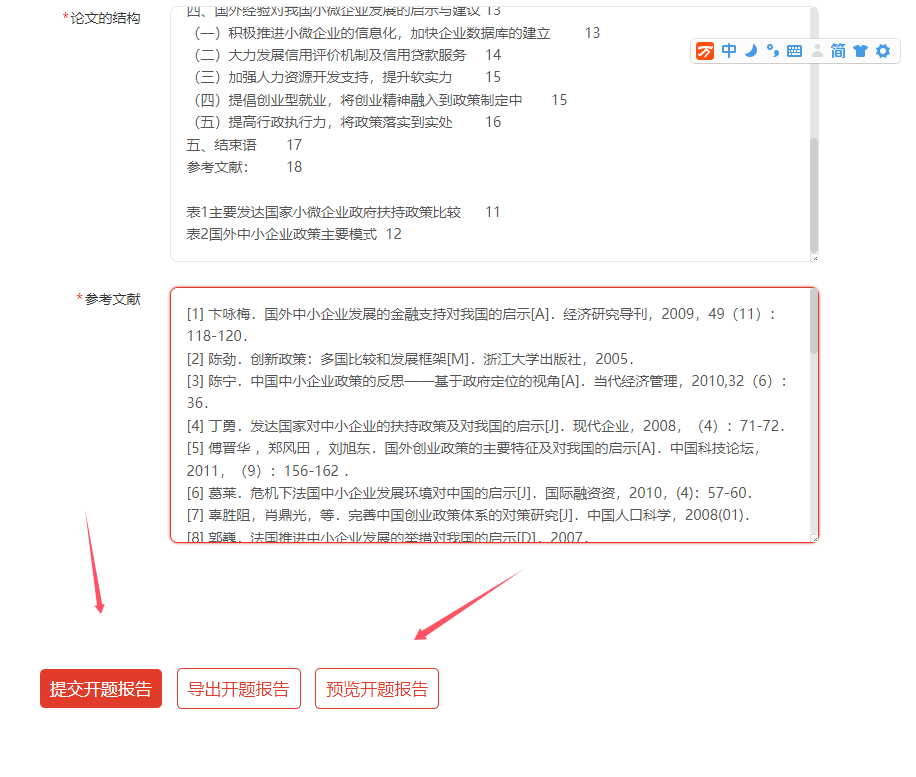 *论文的结构
四、国外经验对我国小微企业发展的启示与建议 13
（一）积极推进小微企业的信息化，加快企业数据库的建立 13
（二）大力发展信用评价机制及信用贷款服务 14
（三）加强人力资源开发支持，提升软实力 15
（四）提倡创业型就业，将创业精神融入到政策制定中 15
（五）提高行政执行力，将政策落实到实处 16
五、结束语 17
参考文献： 18
表1主要发达国家小微企业政府扶持政策比较 11
表2国外中小企业政策主要模式 12
中 简
*参考文献
[1] 卞咏梅．国外中小企业发展的金融支持对我国的启示[A]．经济研究导刊，2009，49（11）：
118-120．
[2] 陈劲．创新政策：多国比较和发展框架[M]．浙江大学出版社，2005．
[3] 陈宁．中国中小企业政策的反思——基于政府定位的视角[A]．当代经济管理，2010,32（6）：
36．
[4] 丁勇．发达国家对中小企业的扶持政策及对我国的启示[J]．现代企业，2008，（4）：71-72．
[5] 傅晋华 ，郑风田 ，刘旭东．国外创业政策的主要特征及对我国的启示[A]．中国科技论坛，
2011，（9）：156-162 ．
[6] 葛莱．危机下法国中小企业发展环境对中国的启示[J]．国际融资资，2010，(4)：57-60．
[7] 辜胜阻，肖鼎光，等．完善中国创业政策体系的对策研究[J]．中国人口科学，2008(01)．
[8] 郭巍．法国推进中小企业发展的举措对我国的启示[D]．2007．
提交开题报告 导出开题报告 预览开题报告